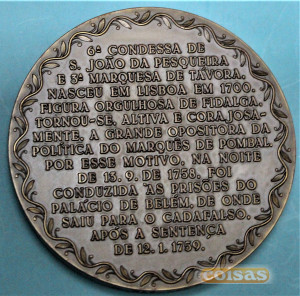 6ª CONDESSA DE
S. JOÃO DA PESQUEIRA
E 3ª MARQUESA DE TÁVORA.
NASCEU EM LISBOA EM 1700.
FIGURA ORGULHOSA DE FIDALGA,
TORNOU-SE, ALTIVA E CORAJOSA-
MENTE, A GRANDE OPOSITORA DA
POLÍTICA DO MARQUÊS DE POMBAL.
POR ESSE MOTIVO, NA NOITE
DE 13.9. DE 1758, FOI
CONDUZIDA ÀS PRISÕES DO
PALÁCIO DE BELÉM, DE ONDE
SAIU PARA O CADAFALSO,
APÓS A SENTENÇA
DE 12.1.1759.
coisas